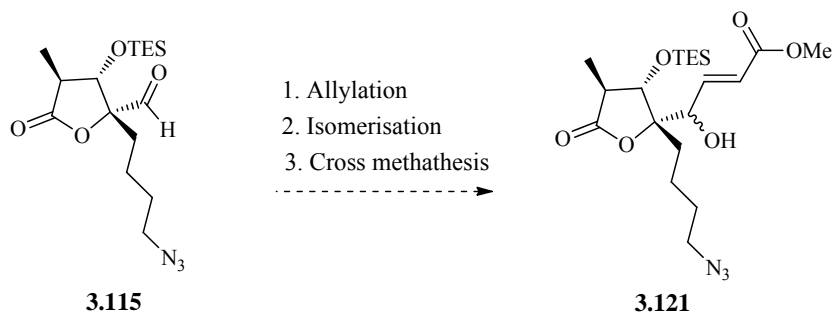 OTES
O
H
O
O
N3
3.115
1. Allylation
2. Isomerisation
3. Cross methathesis
O
OMe
OTES
OH
O
O
N3
3.121